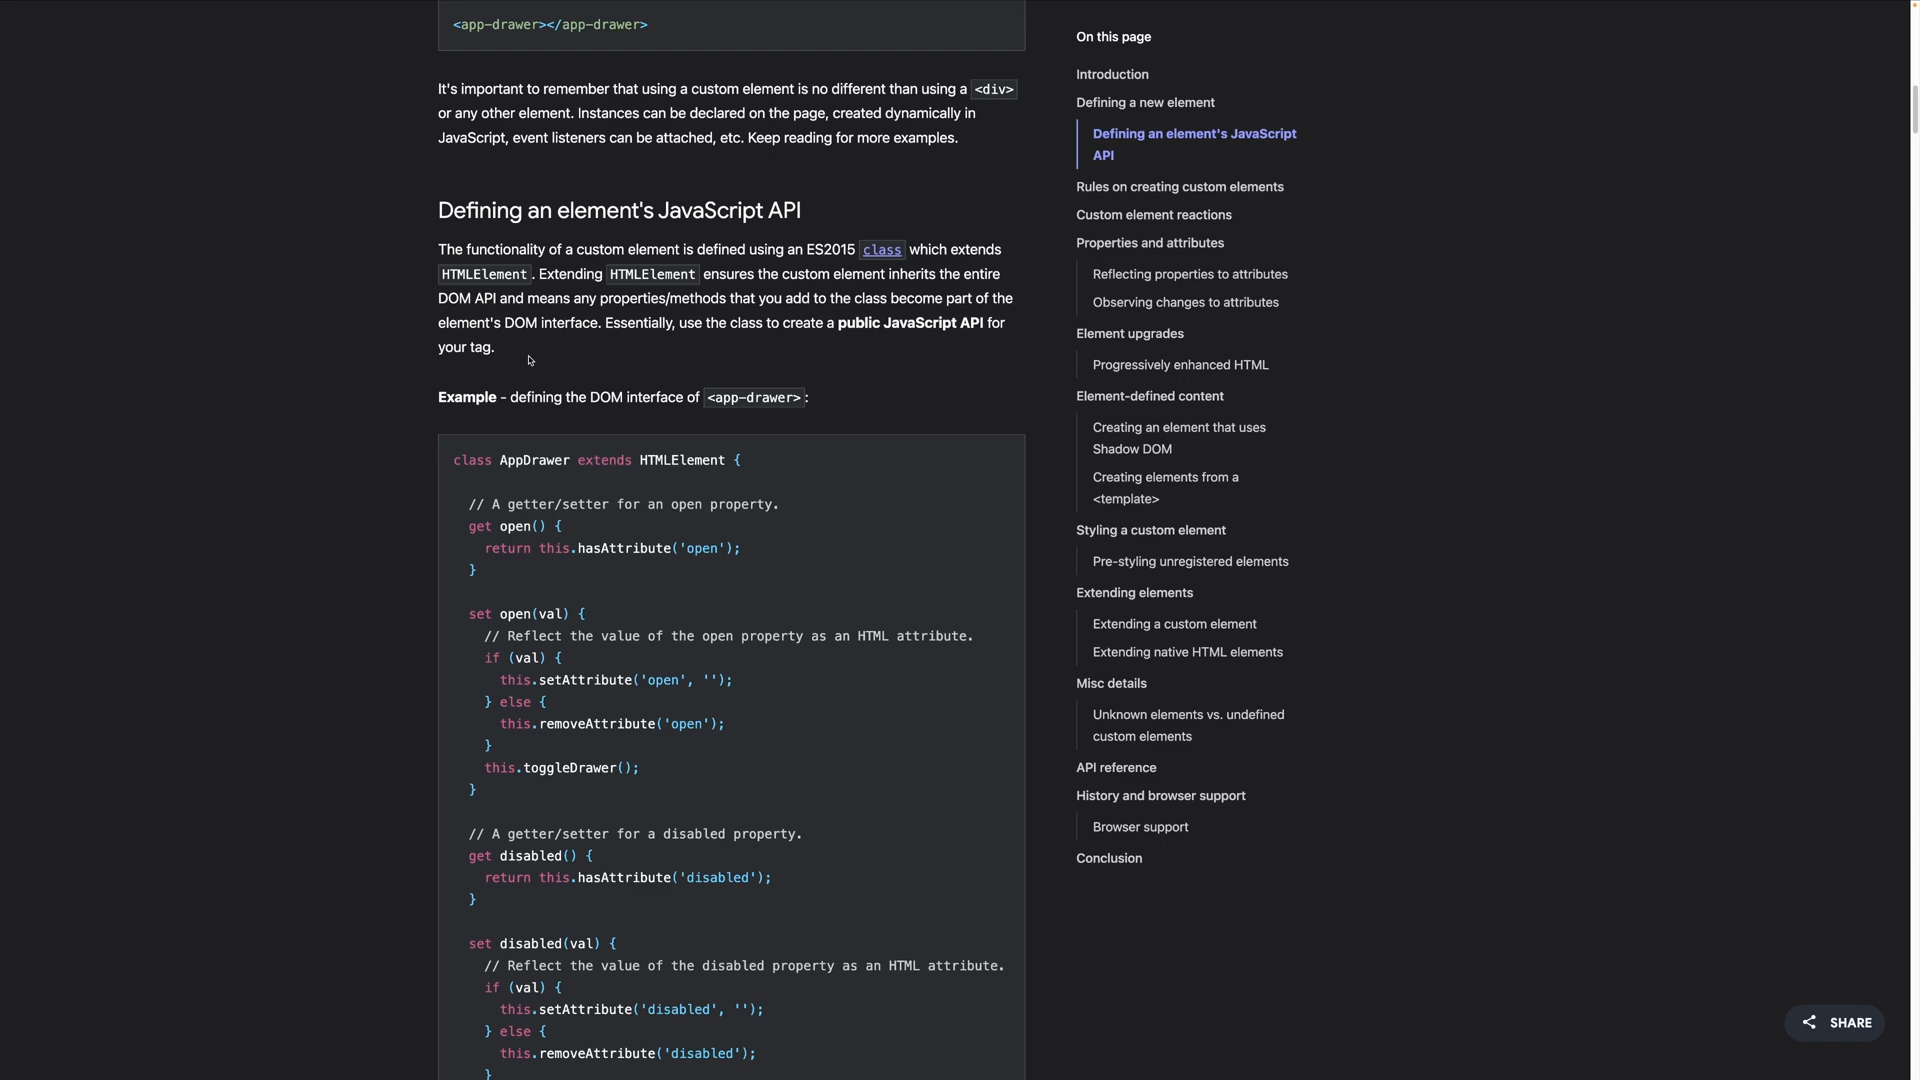 <app-drawer></app-drawer>
It's important to remember that using a custom element is no different than using a <div>
or any other element. Instances can be declared on the page, created dynamically in
JavaScript, event listeners can be attached, etc. Keep reading for more examples.
Defining an element's JavaScript API
The functionality of a custom element is defined using an ES2015 class which extends
HTMLElement. Extending HTMLElement ensures the custom element inherits the entire
DOM API and means any properties/methods that you add to the class become part of the
element's DOM interface. Essentially, use the class to create a public JavaScript API for
your tag.
Example - defining the DOM interface of <app-drawer>:
class AppDrawer extends HTMLElement {
// A getter/setter for an open property.
get open() {
return this.hasAttribute('open');
}
set open(val) {
// Reflect the value of the open property as an HTML attribute.
if (val) {
this.setAttribute('open', '');
} else {
this.removeAttribute('open');
}
this.toggleDrawer();
}
// A getter/setter for a disabled property.
get disabled() {
return this.hasAttribute('disabled');
}
set disabled(val) {
// Reflect the value of the disabled property as an HTML attribute.
if (val) {
this.setAttribute('disabled', '');
} else {
this.removeAttribute('disabled');
}
On this page
Introduction
Defining a new element
Defining an element's JavaScript
API
Rules on creating custom elements
Custom element reactions
Properties and attributes
Reflecting properties to attributes
Observing changes to attributes
Element upgrades
Progressively enhanced HTML
Element-defined content
Creating an element that uses
Shadow DOM
Creating elements from a
<template>
Styling a custom element
Pre-styling unregistered elements
Extending elements
Extending a custom element
Extending native HTML elements
Misc details
Unknown elements vs. undefined
custom elements
API reference
History and browser support
Browser support
Conclusion
SHARE